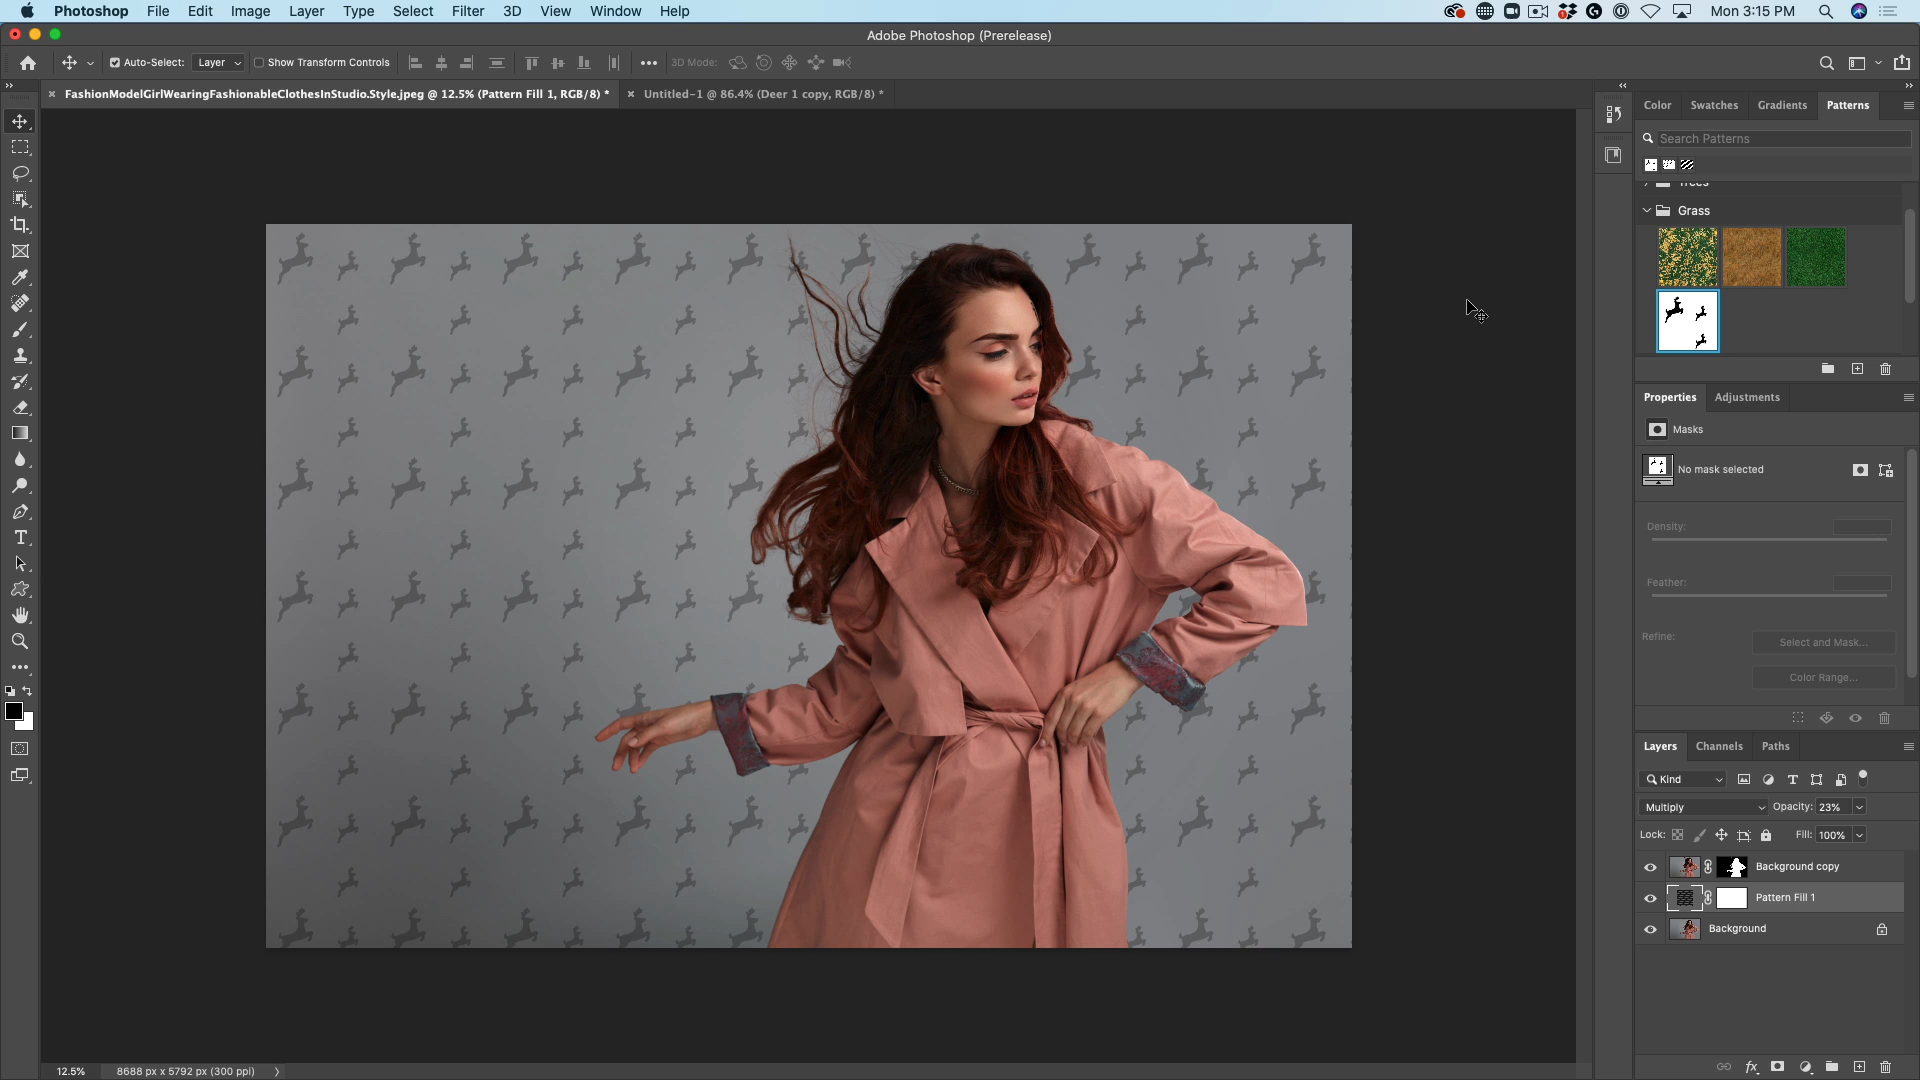 Photoshop File Edit Image Layer Type Select Filter 3D View Window Help Mon 3:15 PM
Adobe Photoshop (Prerelease)
Auto-Select: Layer Show Transform Controls 3D Mode:
FashionModelGirlWearingFashionableClothesInStudio.Style.jpeg @ 12.5% (Pattern Fill 1, RGB/8) * Untitled-1 @ 86.4% (Deer 1 copy, RGB/8) *
Color Swatches Gradients Patterns
Search Patterns
Trees
Grass
Properties Adjustments
Masks
No mask selected
Density:
Feather:
Refine: Select and Mask...
Color Range...
Layers Channels Paths
Kind
Multiply Opacity: 23%
Lock: Fill: 100%
Background copy
Pattern Fill 1
Background
fx
12.5% 8688 px x 5792 px (300 ppi)